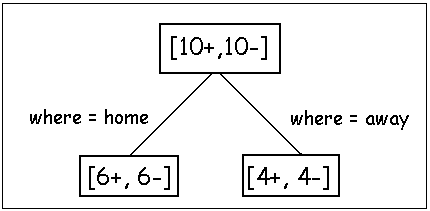 [10+,10-]
where = home
where = away
[6+, 6-]
[4+, 4-]